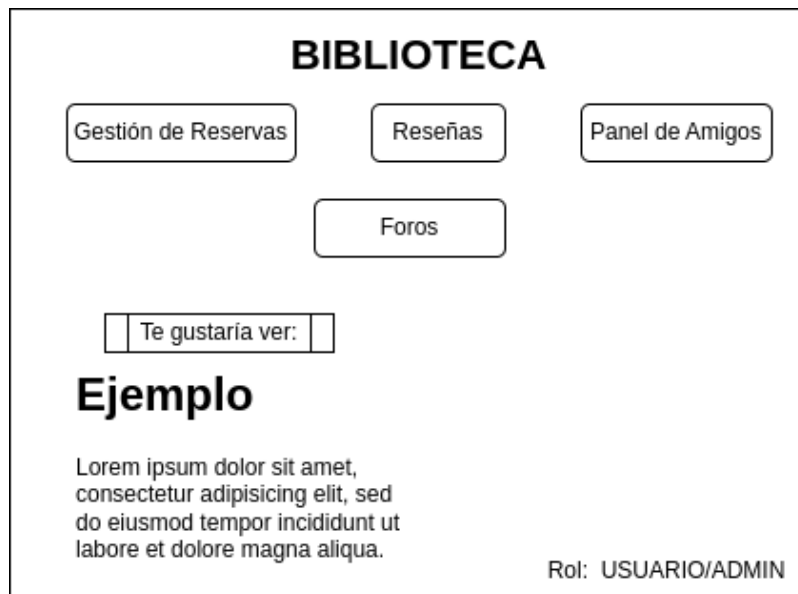 BIBLIOTECA
Gestión de Reservas
Reseñas
Panel de Amigos
Foros
Te gustaría ver:
Ejemplo
Lorem ipsum dolor sit amet,
consectetur adipisicing elit, sed
do eiusmod tempor incididunt ut
labore et dolore magna aliqua.
Rol:  USUARIO/ADMIN